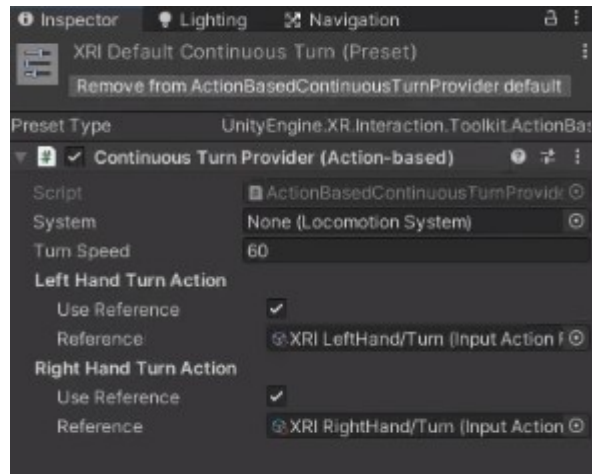 Inspector Lighting Navigation
XRI Default Continuous Turn (Preset)
Remove from ActionBasedContinuousTurnProvider default
Preset Type UnityEngine.XR.Interaction.Toolkit.ActionBa
Continuous Turn Provider (Action-based)
Script ActionBasedContinuousTurnProvide
System None (Locomotion System)
Turn Speed 60
Left Hand Turn Action
Use Reference
Reference XRI LeftHand/Turn (Input Action
Right Hand Turn Action
Use Reference
Reference XRI RightHand/Turn (Input Action